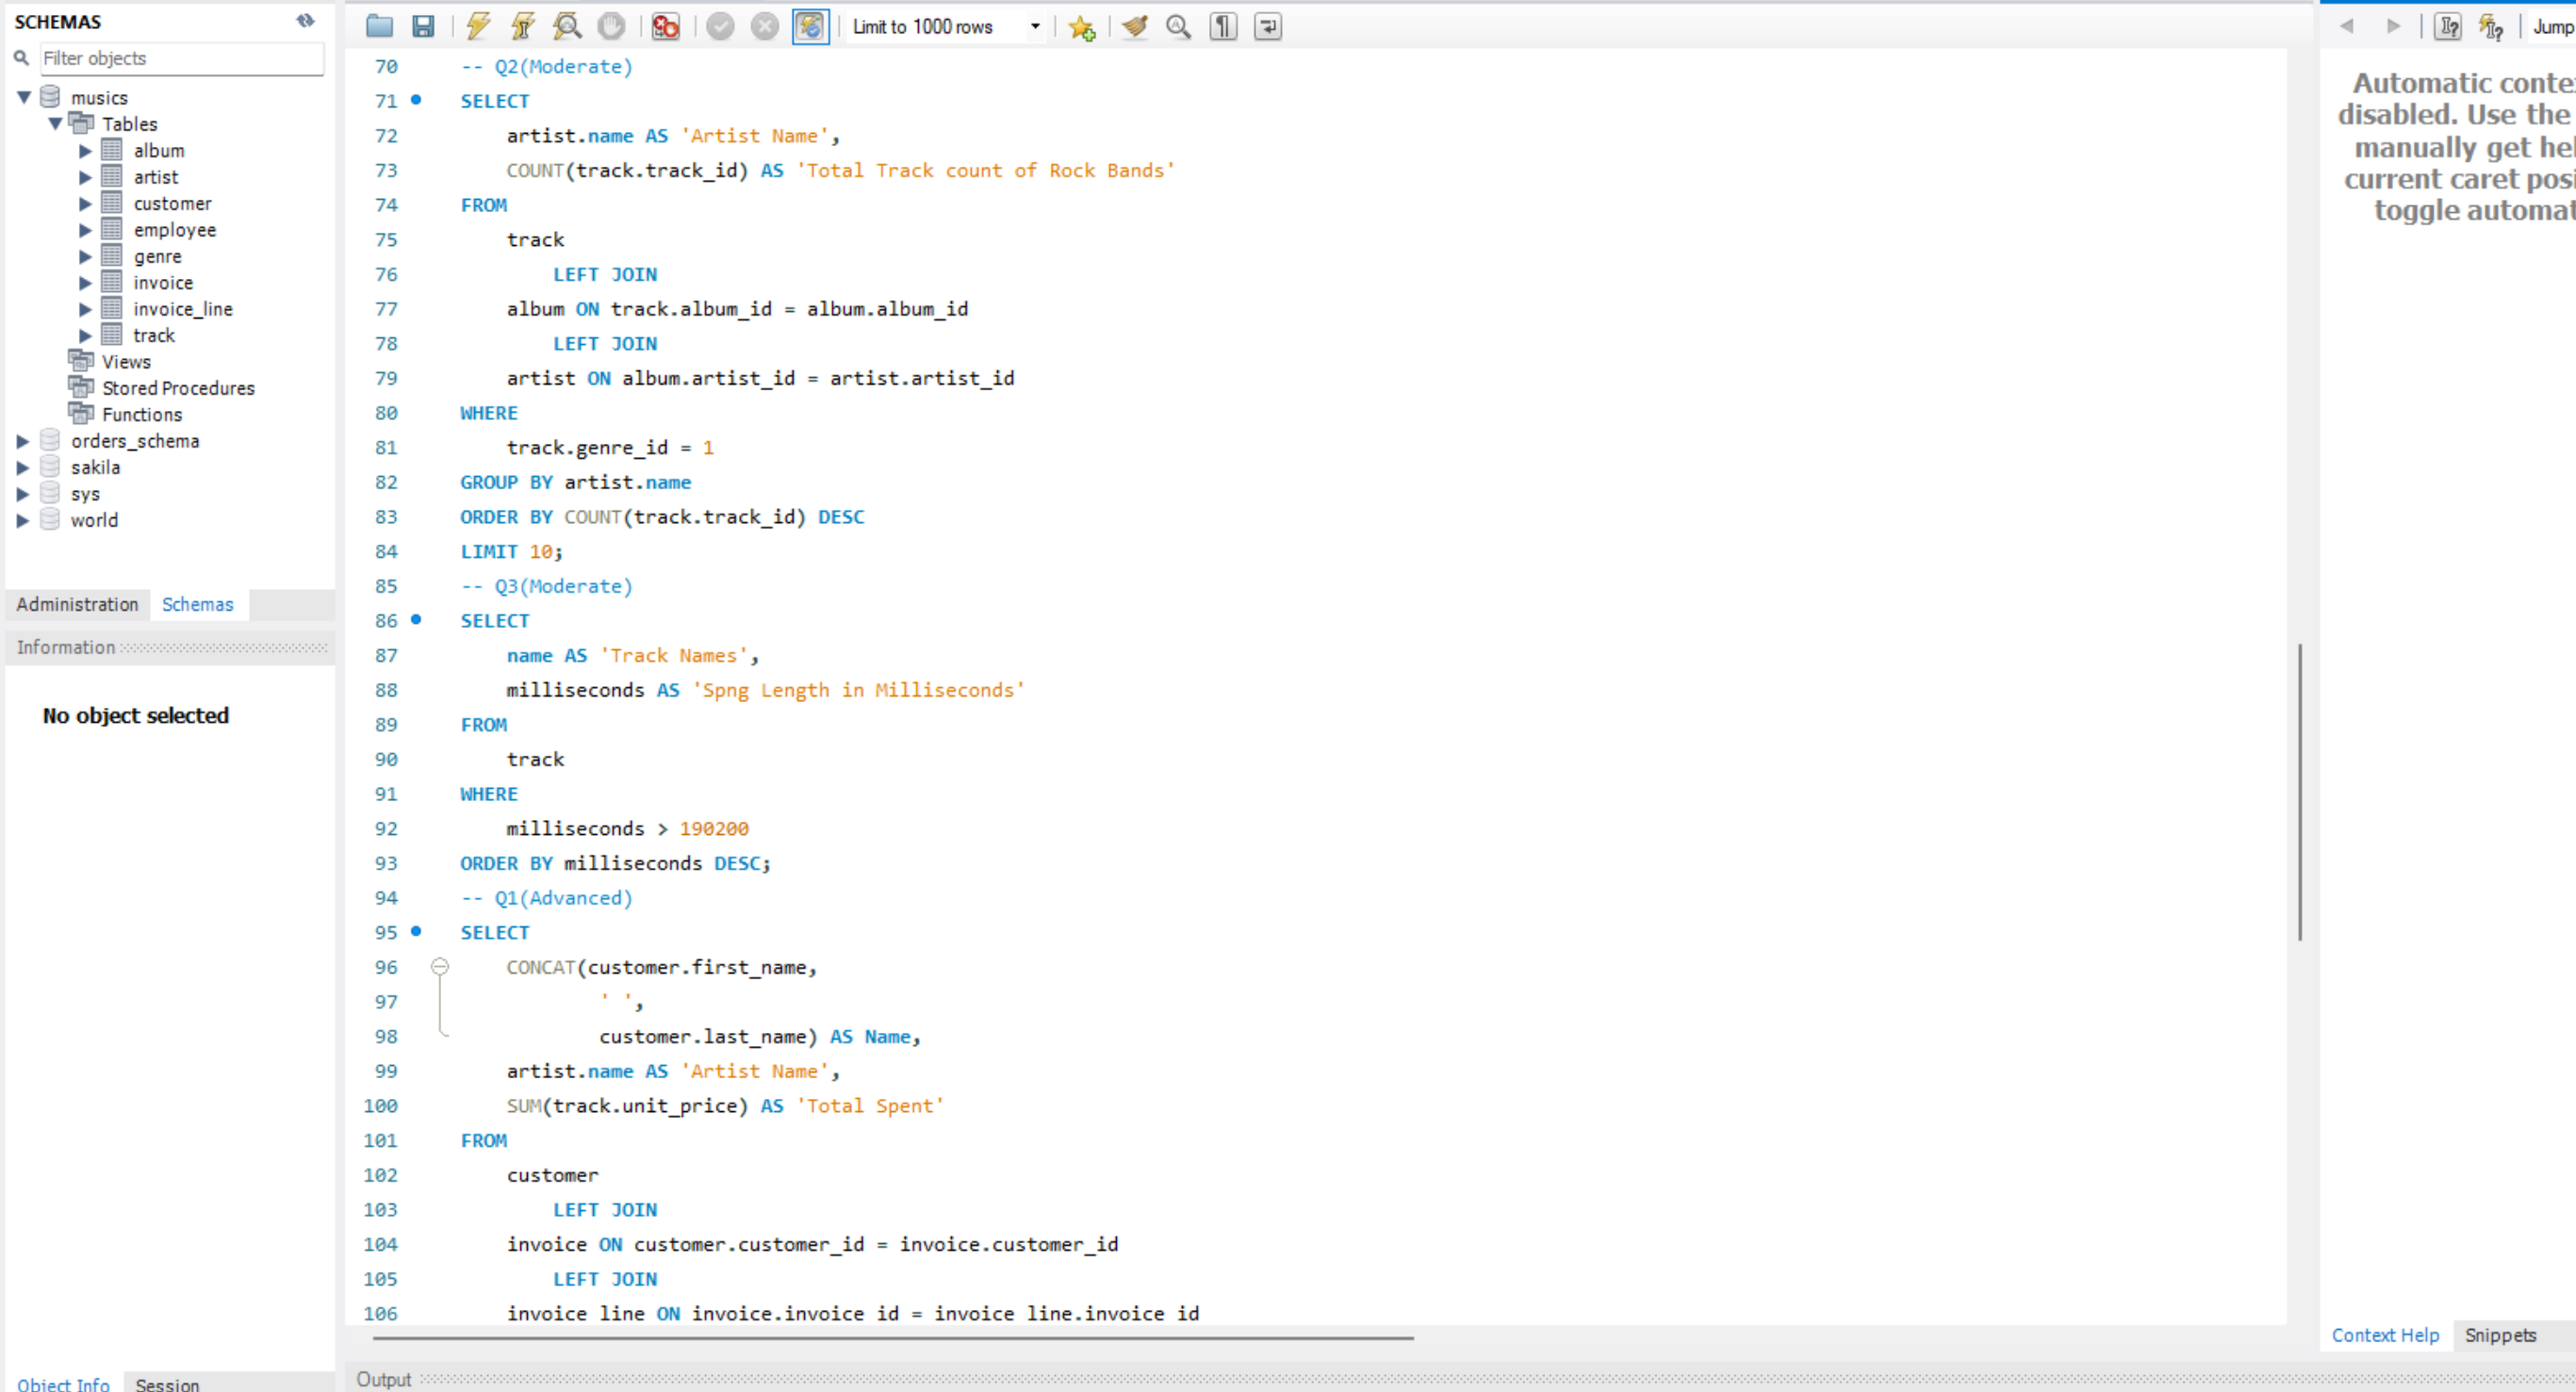 SCHEMAS
Filter objects
musics
Tables
album
artist
customer
employee
genre
invoice
invoice_line
track
Views
Stored Procedures
Functions
orders_schema
sakila
sys
world
Administration Schemas
Information
No object selected
Object Info Session
Limit to 1000 rows
70 -- Q2(Moderate)
71 SELECT
72 artist.name AS 'Artist Name',
73 COUNT(track.track_id) AS 'Total Track count of Rock Bands'
74 FROM
75 track
76 LEFT JOIN
77 album ON track.album_id = album.album_id
78 LEFT JOIN
79 artist ON album.artist_id = artist.artist_id
80 WHERE
81 track.genre_id = 1
82 GROUP BY artist.name
83 ORDER BY COUNT(track.track_id) DESC
84 LIMIT 10;
85 -- Q3(Moderate)
86 SELECT
87 name AS 'Track Names',
88 milliseconds AS 'Spng Length in Milliseconds'
89 FROM
90 track
91 WHERE
92 milliseconds > 190200
93 ORDER BY milliseconds DESC;
94 -- Q1(Advanced)
95 SELECT
96 CONCAT(customer.first_name,
97 ' ',
98 customer.last_name) AS Name,
99 artist.name AS 'Artist Name',
100 SUM(track.unit_price) AS 'Total Spent'
101 FROM
102 customer
103 LEFT JOIN
104 invoice ON customer.customer_id = invoice.customer_id
105 LEFT JOIN
106 invoice line ON invoice.invoice id = invoice line.invoice id
Output
Jump
Automatic conte
disabled. Use the
manually get hel
current caret posi
toggle automat
Context Help Snippets